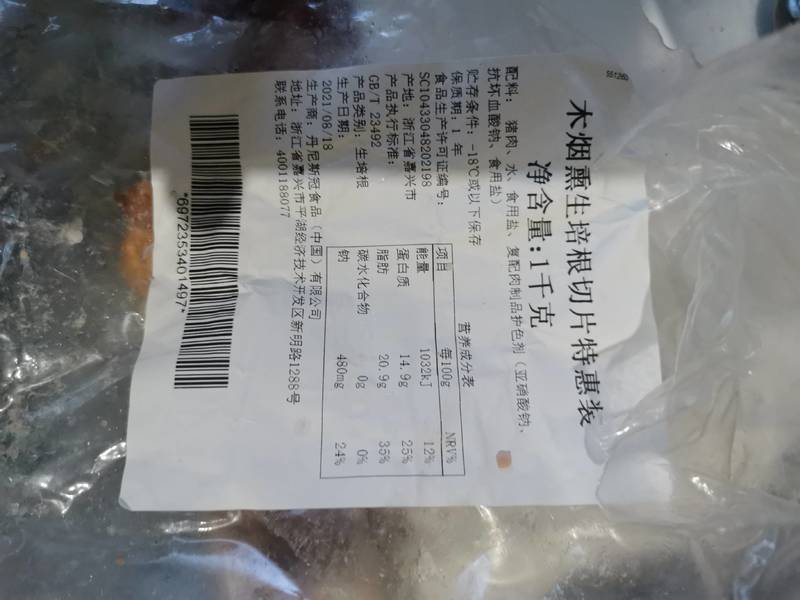 木烟熏生培根切片特惠装
净含量:1千克
配料: 猪肉、水、食用盐、复配肉制品护色剂（亚硝酸钠、
抗坏血酸钠、食用盐）
贮存条件: -18℃或以下保存
保质期: 1 年
食品生产许可证编号:
SC10433048202198
产地: 浙江省嘉兴市
产品执行标准:
GB/T 23492
产品类别: 生培根
生产日期:
2021/08/18
生产商: 丹尼斯冠食品（中国）有限公司
地址: 浙江省嘉兴市平湖经济技术开发区新明路1288号
联系电话: 4001188077
营养成分表
项目 每100g NRV%
能量 1032kJ 12%
蛋白质 14.9g 25%
脂肪 20.9g 35%
碳水化合物 0g 0%
钠 480mg 24%
*6972353401497*